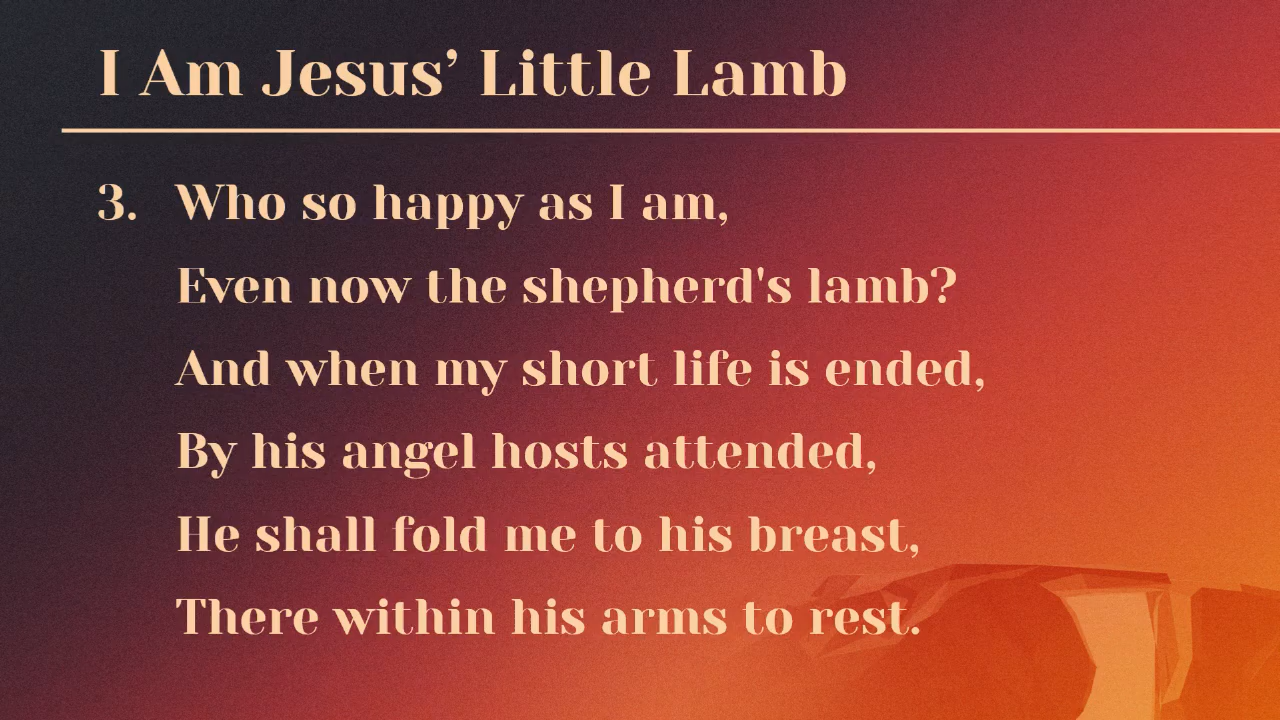 I Am Jesus’ Little Lamb
3. Who so happy as I am,
Even now the shepherd's lamb?
And when my short life is ended,
By his angel hosts attended,
He shall fold me to his breast,
There within his arms to rest.